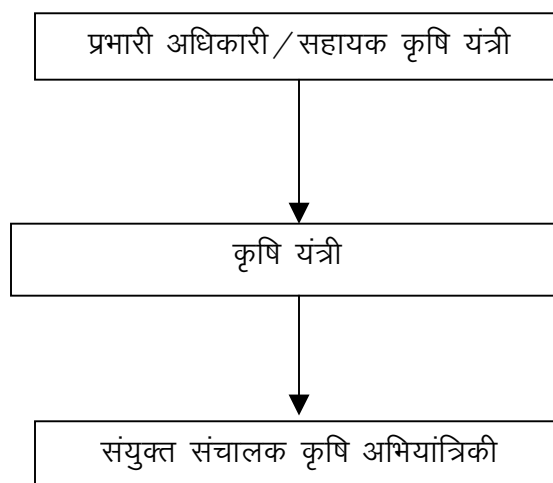 प्रभारी अधिकारी/सहायक कृषि यंत्री
कृषि यंत्री
संयुक्त संचालक कृषि अभियांत्रिकी